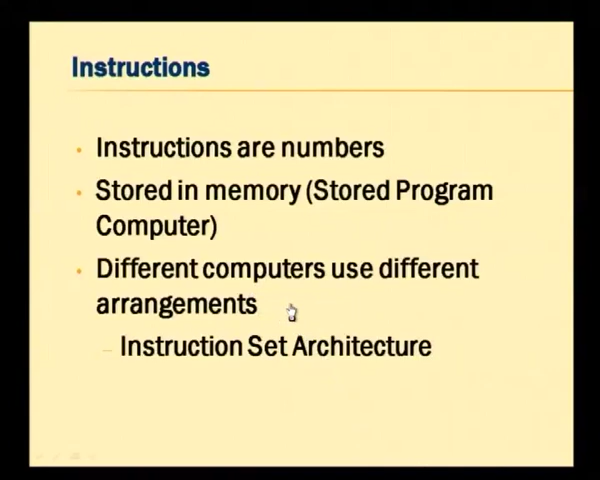 Instructions
• Instructions are numbers
• Stored in memory (Stored Program
Computer)
• Different computers use different
arrangements
– Instruction Set Architecture